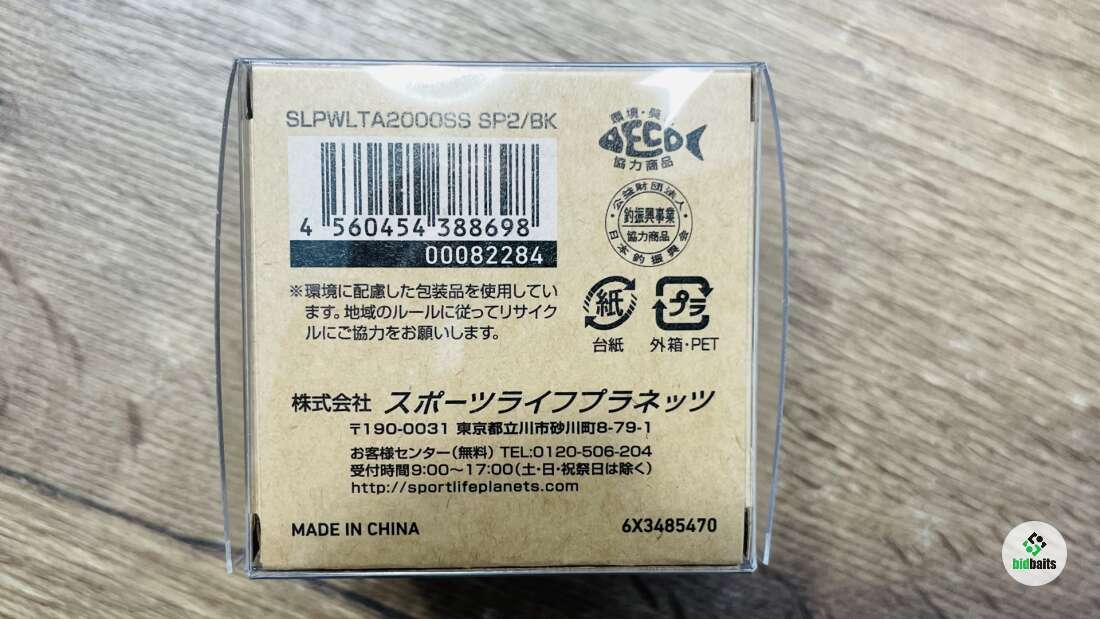 SLPWLTA2000SS SP2/BK
4 560454 388698
00082284
環境・
AECO
協力商品
公益財団法人
釣振興事業
協力商品
日本釣振興会
※環境に配慮した包装品を使用してい
ます。地域のルールに従ってリサイク
ルにご協力をお願いします。
紙
プラ
台紙
外箱・PET
株式会社 スポーツライフプラネッツ
〒190-0031 東京都立川市砂川町8-79-1
お客様センター(無料) TEL:0120-506-204
受付時間9:00〜17:00(土・日・祝祭日は除く)
http://sportlifeplanets.com
MADE IN CHINA
6X3485470
bidbaits